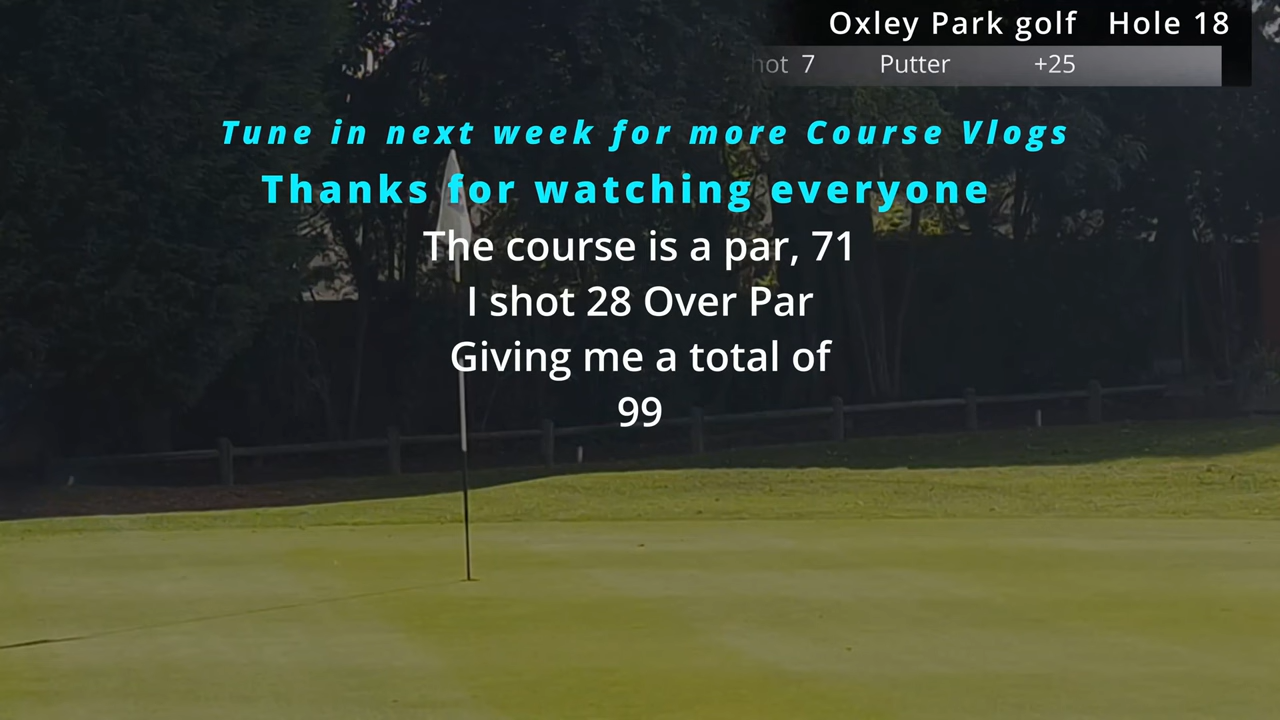 Oxley Park golf Hole 18
hot 7 Putter +25
Tune in next week for more Course Vlogs
Thanks for watching everyone
The course is a par, 71
I shot 28 Over Par
Giving me a total of
99